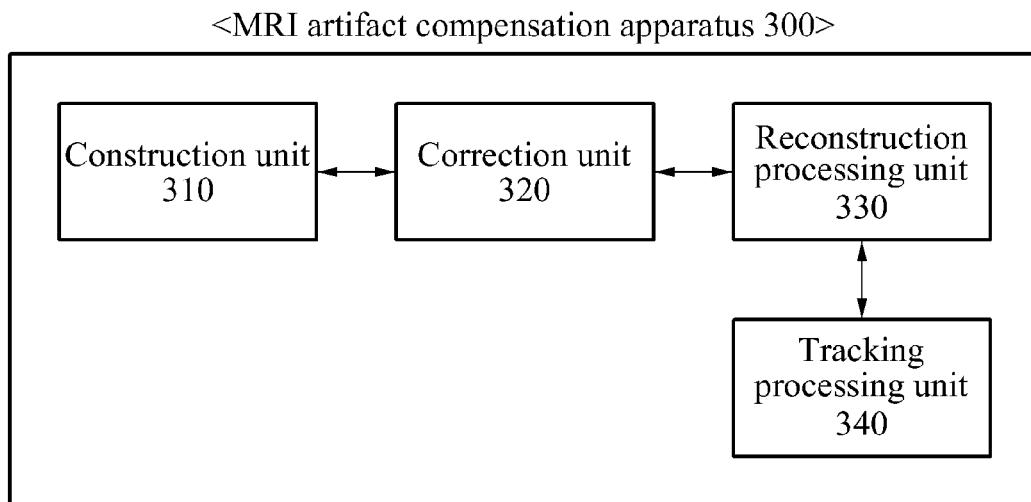 <MRI artifact compensation apparatus 300>
Construction unit
310
Correction unit
320
Reconstruction
processing unit
330
Tracking
processing unit
340